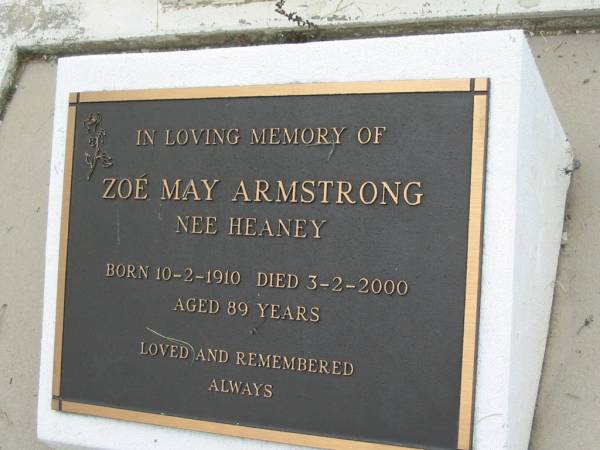 IN LOVING MEMORY OF
ZOÉ MAY ARMSTRONG
NEE HEANEY
BORN 10-2-1910 DIED 3-2-2000
AGED 89 YEARS
LOVED AND REMEMBERED
ALWAYS